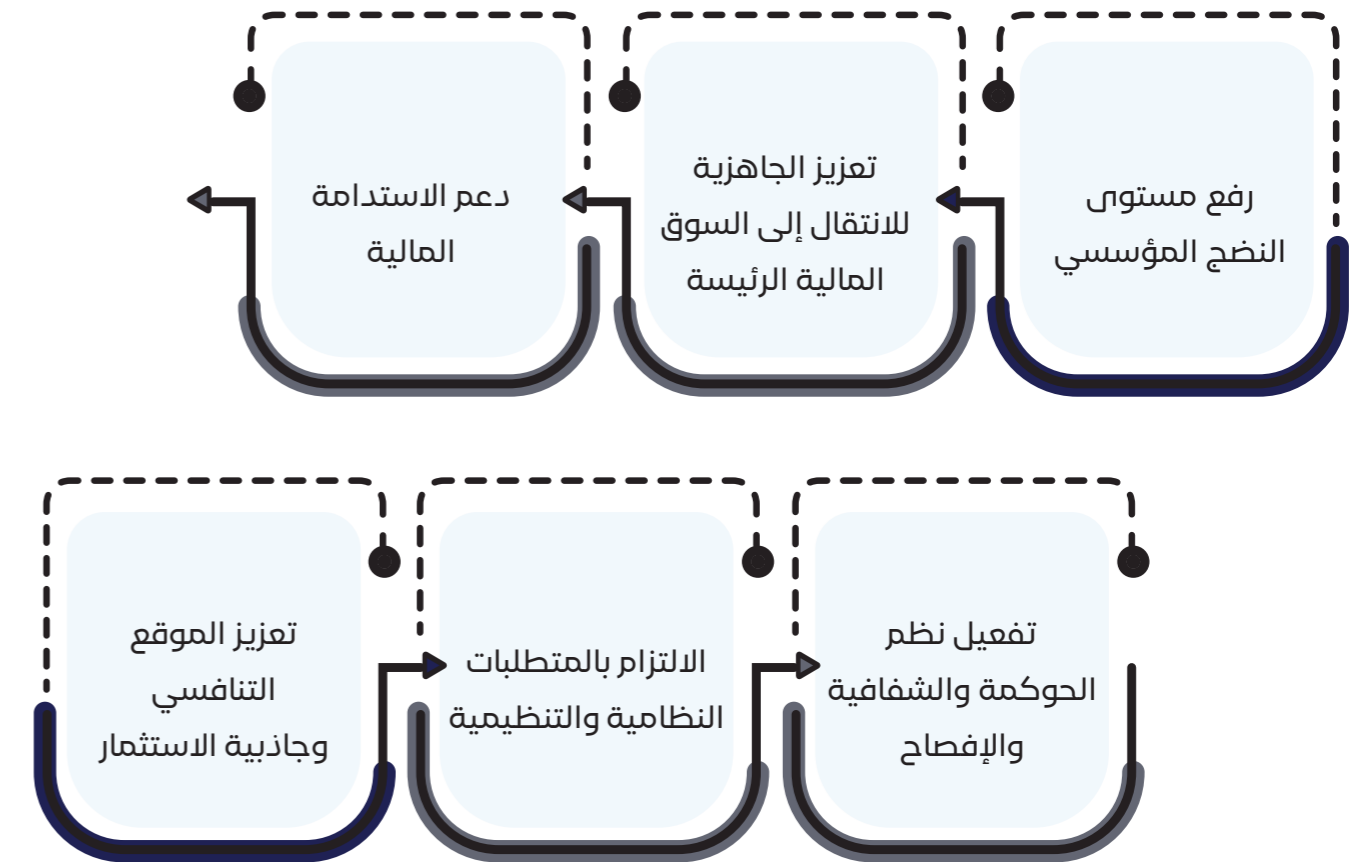 رفع مستوى
النضج المؤسسي
تعزيز الجاهزية
للانتقال إلى السوق
المالية الرئيسة
دعم الاستدامة
المالية
تعزيز الموقع
التنافسي
وجاذبية الاستثمار
الالتزام بالمتطلبات
النظامية والتنظيمية
تفعيل نظم
الحوكمة والشفافية
والإفصاح